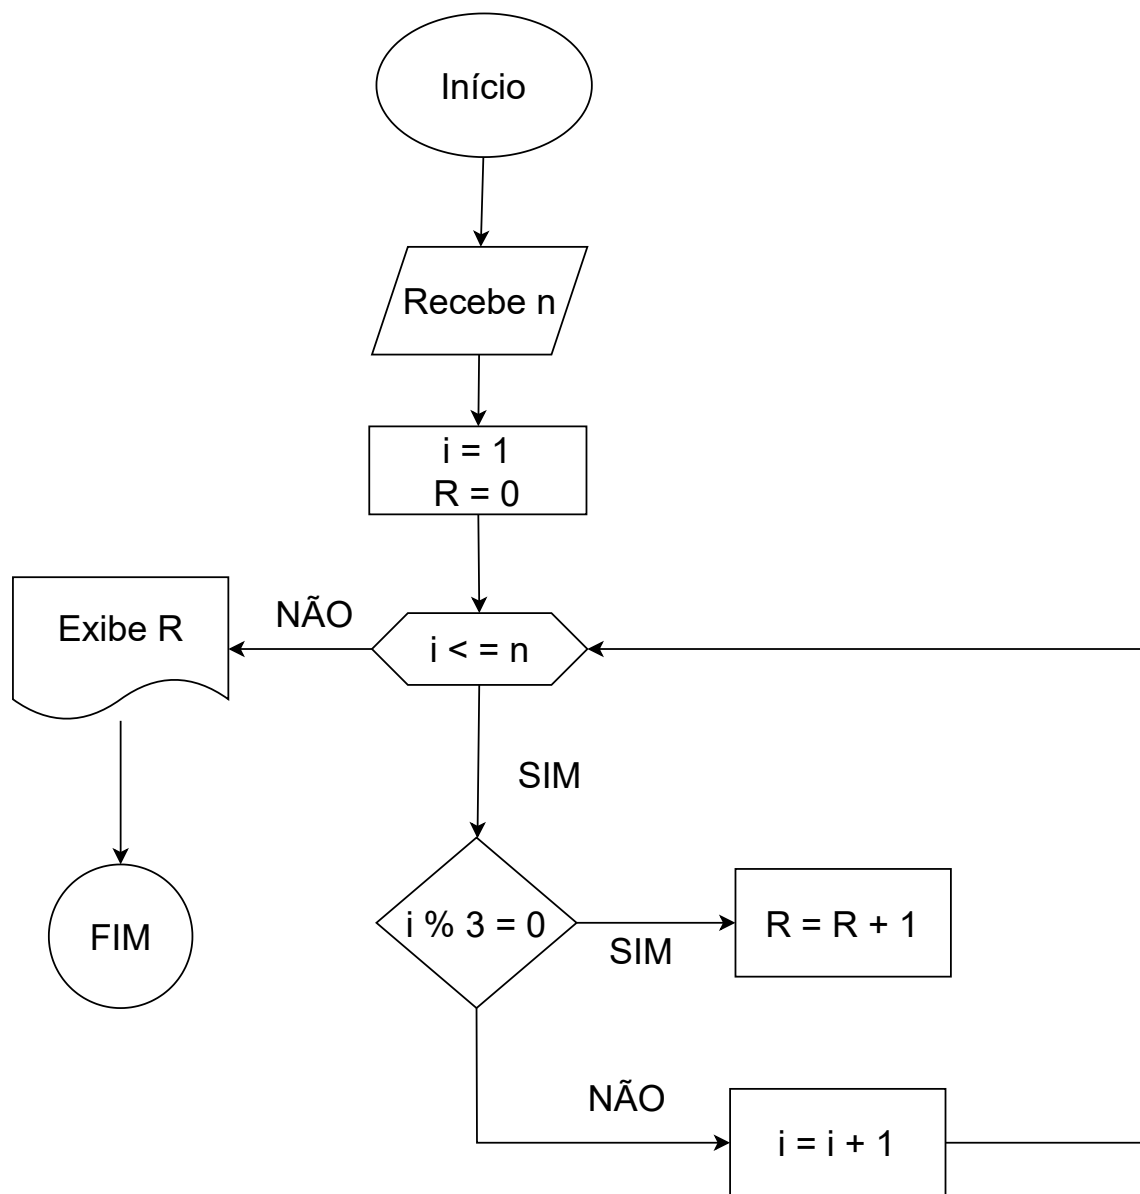 Início
Recebe n
i = 1
R = 0
NÃO
Exibe R
i < = n
SIM
i % 3 = 0
SIM
R = R + 1
FIM
NÃO
i = i + 1